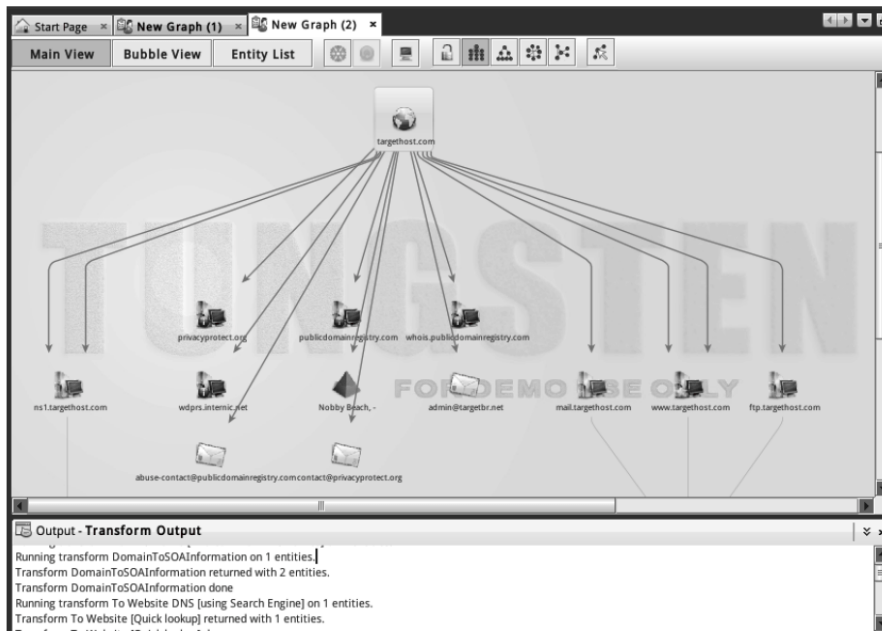 Start Page
New Graph (1)
New Graph (2)
Main View
Bubble View
Entity List
targethost.com
TUNGSTEN
FOR DEMO USE ONLY
privacyprotect.org
publicdomainregistry.com
whois.publicdomainregistry.com
ns1.targethost.com
wdprs.internic.net
Nobby Beach, -
admin@targetbr.net
mail.targethost.com
www.targethost.com
ftp.targethost.com
abuse-contact@publicdomainregistry.com
contact@privacyprotect.org
Output - Transform Output
Running transform DomainToSOAInformation on 1 entities.
Transform DomainToSOAInformation returned with 2 entities.
Transform DomainToSOAInformation done
Running transform To Website DNS [using Search Engine] on 1 entities.
Transform To Website [Quick lookup] returned with 1 entities.